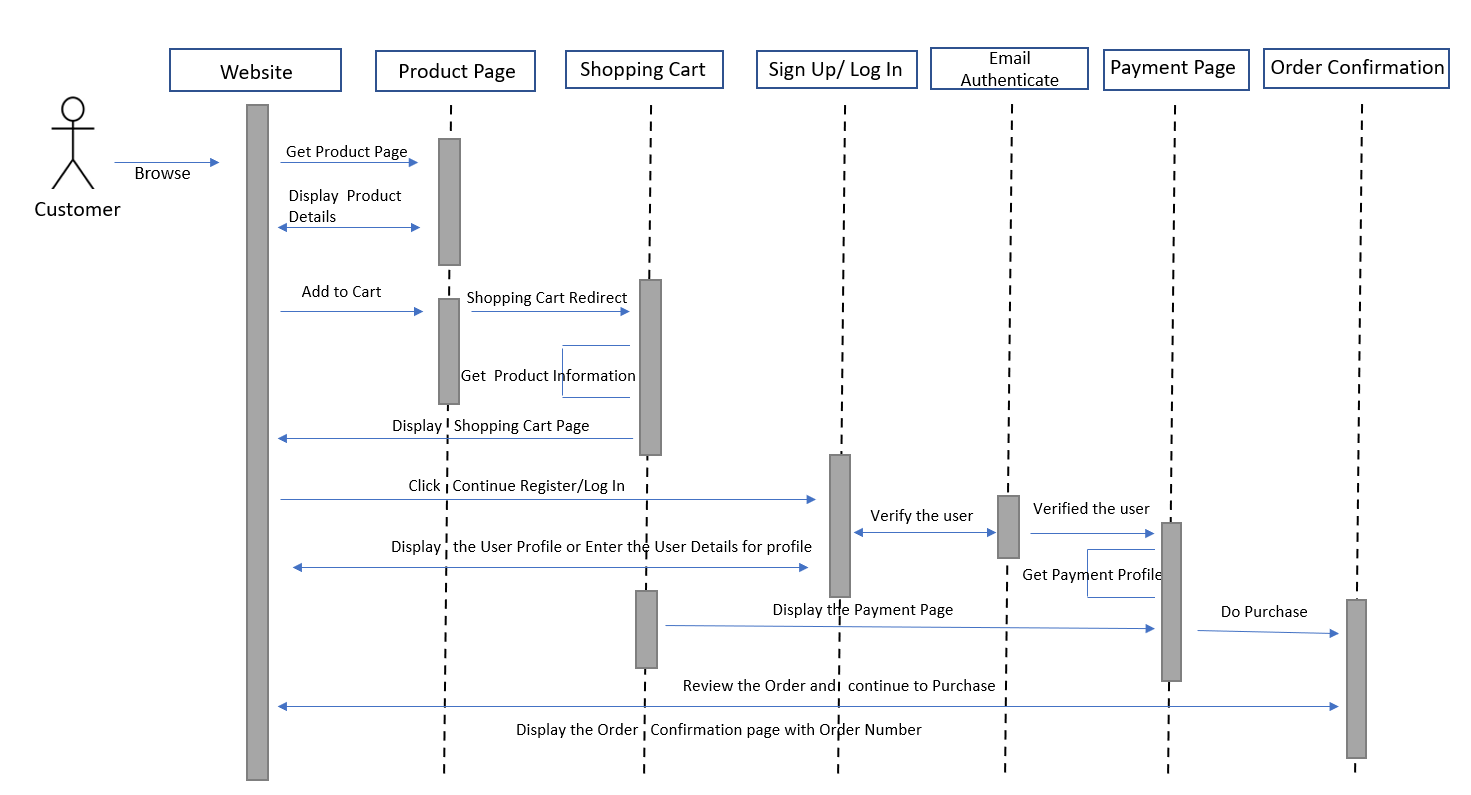 Website
Product Page
Shopping Cart
Sign Up/ Log In
Email
Authenticate
Payment Page
Order Confirmation
Customer
Browse
Get Product Page
Display Product
Details
Add to Cart
Shopping Cart Redirect
Get Product Information
Display Shopping Cart Page
Click Continue Register/Log In
Verify the user
Verified the user
Display the User Profile or Enter the User Details for profile
Get Payment Profile
Display the Payment Page
Do Purchase
Review the Order and continue to Purchase
Display the Order Confirmation page with Order Number